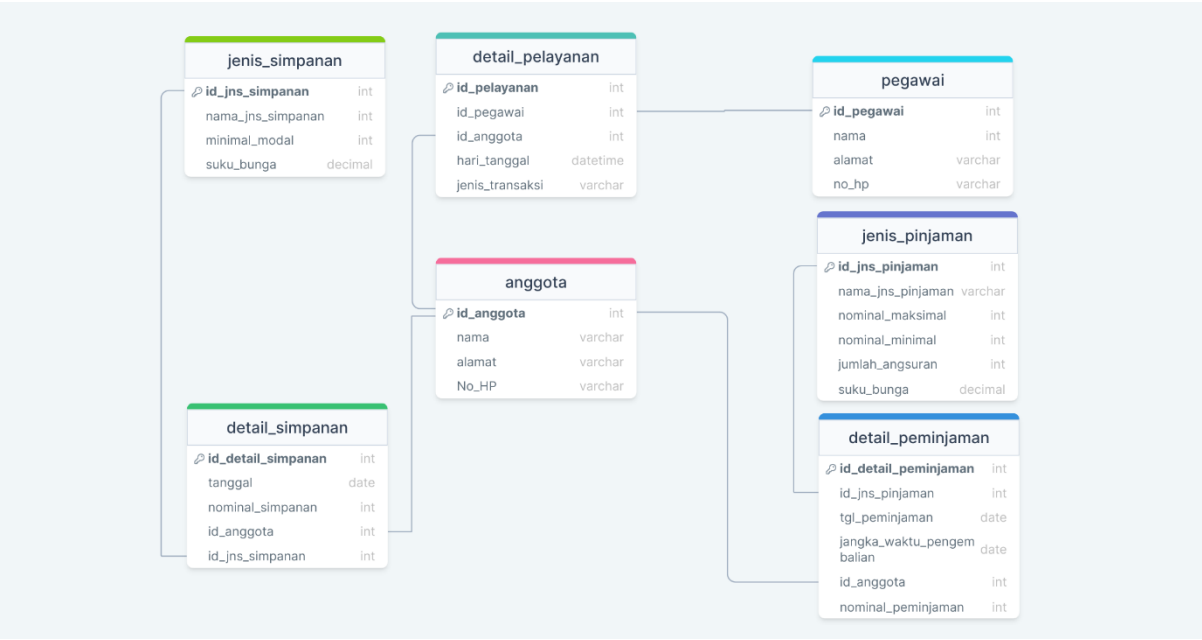 jenis_simpanan
id_jns_simpanan int
nama_jns_simpanan int
minimal_modal int
suku_bunga decimal
detail_pelayanan
id_pelayanan int
id_pegawai int
id_anggota int
hari_tanggal datetime
jenis_transaksi varchar
pegawai
id_pegawai int
nama int
alamat varchar
no_hp varchar
jenis_pinjaman
id_jns_pinjaman int
nama_jns_pinjaman varchar
nominal_maksimal int
nominal_minimal int
jumlah_angsuran int
suku_bunga decimal
anggota
id_anggota int
nama varchar
alamat varchar
No_HP varchar
detail_simpanan
id_detail_simpanan int
tanggal date
nominal_simpanan int
id_anggota int
id_jns_simpanan int
detail_peminjaman
id_detail_peminjaman int
id_jns_pinjaman int
tgl_peminjaman date
jangka_waktu_pengem date
balian
id_anggota int
nominal_peminjaman int